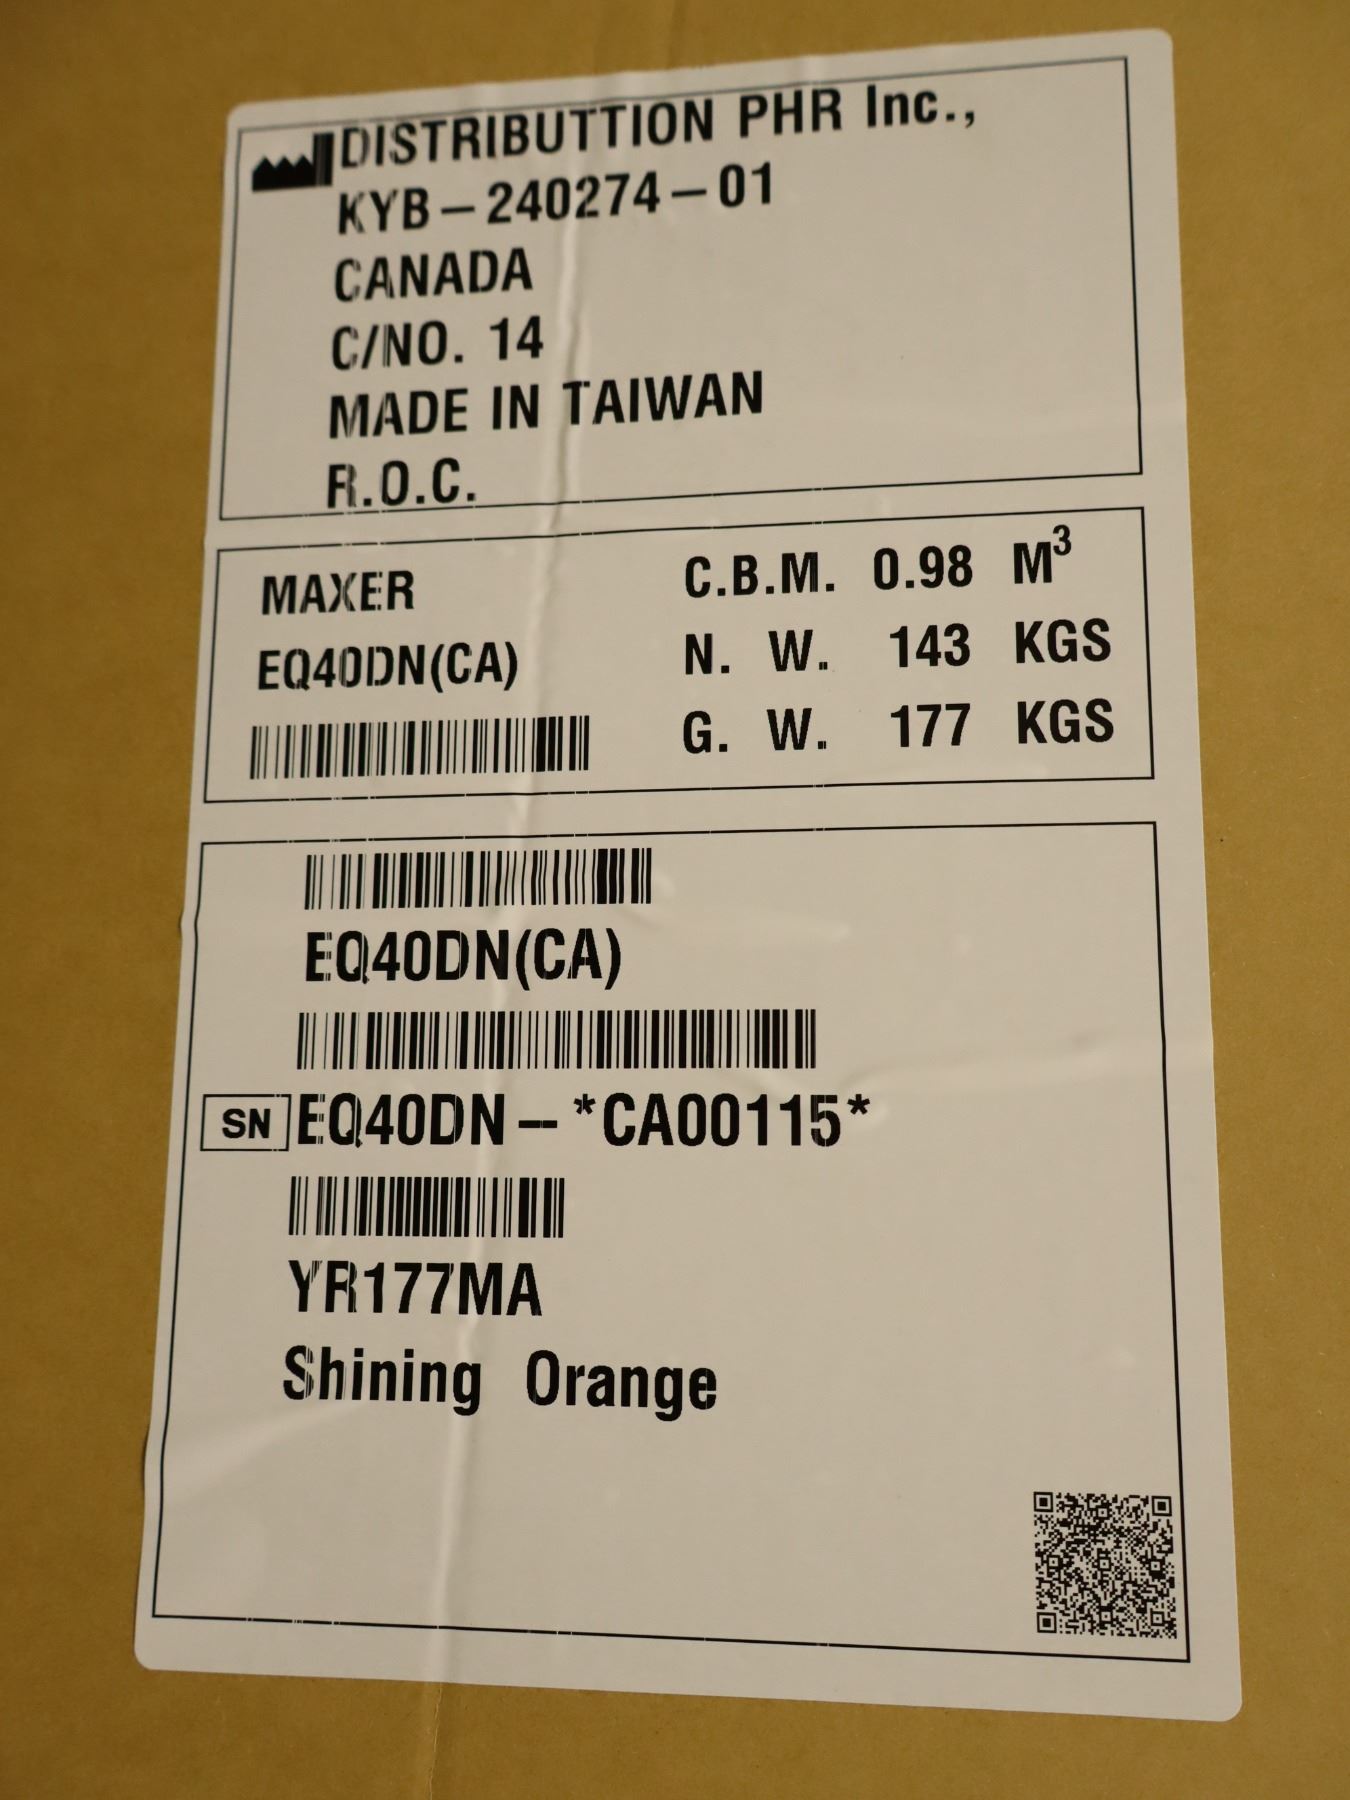 DISTRIBUTTION PHR Inc.,
KYB-240274-01
CANADA
C/NO. 14
MADE IN TAIWAN
R.O.C.
MAXER
EQ40DN(CA)
C.B.M. 0.98 M³
N. W. 143 KGS
G. W. 177 KGS
EQ40DN(CA)
SN EQ40DN-*CA00115*
YR177MA
Shining Orange